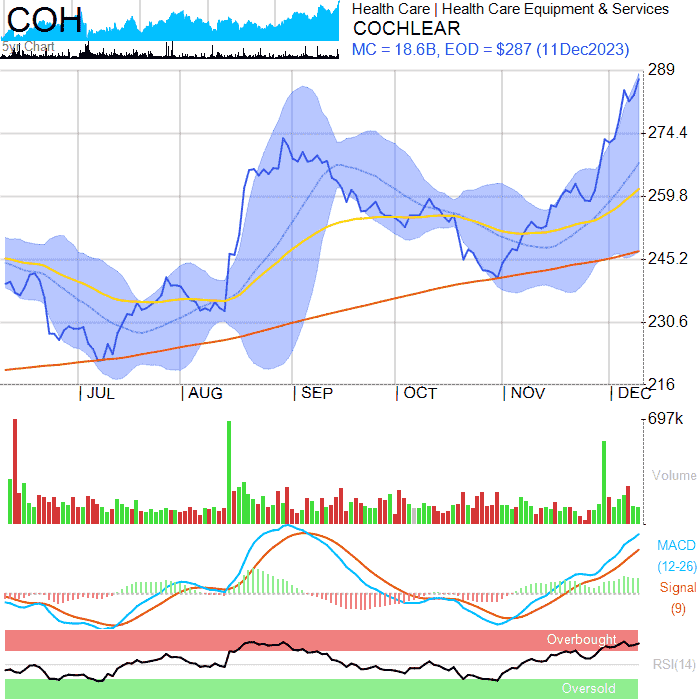 COH
5yr Chart
Health Care | Health Care Equipment & Services
COCHLEAR
MC = 18.6B, EOD = $287 (11Dec2023)
289
274.4
259.8
245.2
230.6
216
JUL
AUG
SEP
OCT
NOV
DEC
697k
Volume
MACD
(12-26)
Signal
(9)
Overbought
RSI(14)
Oversold